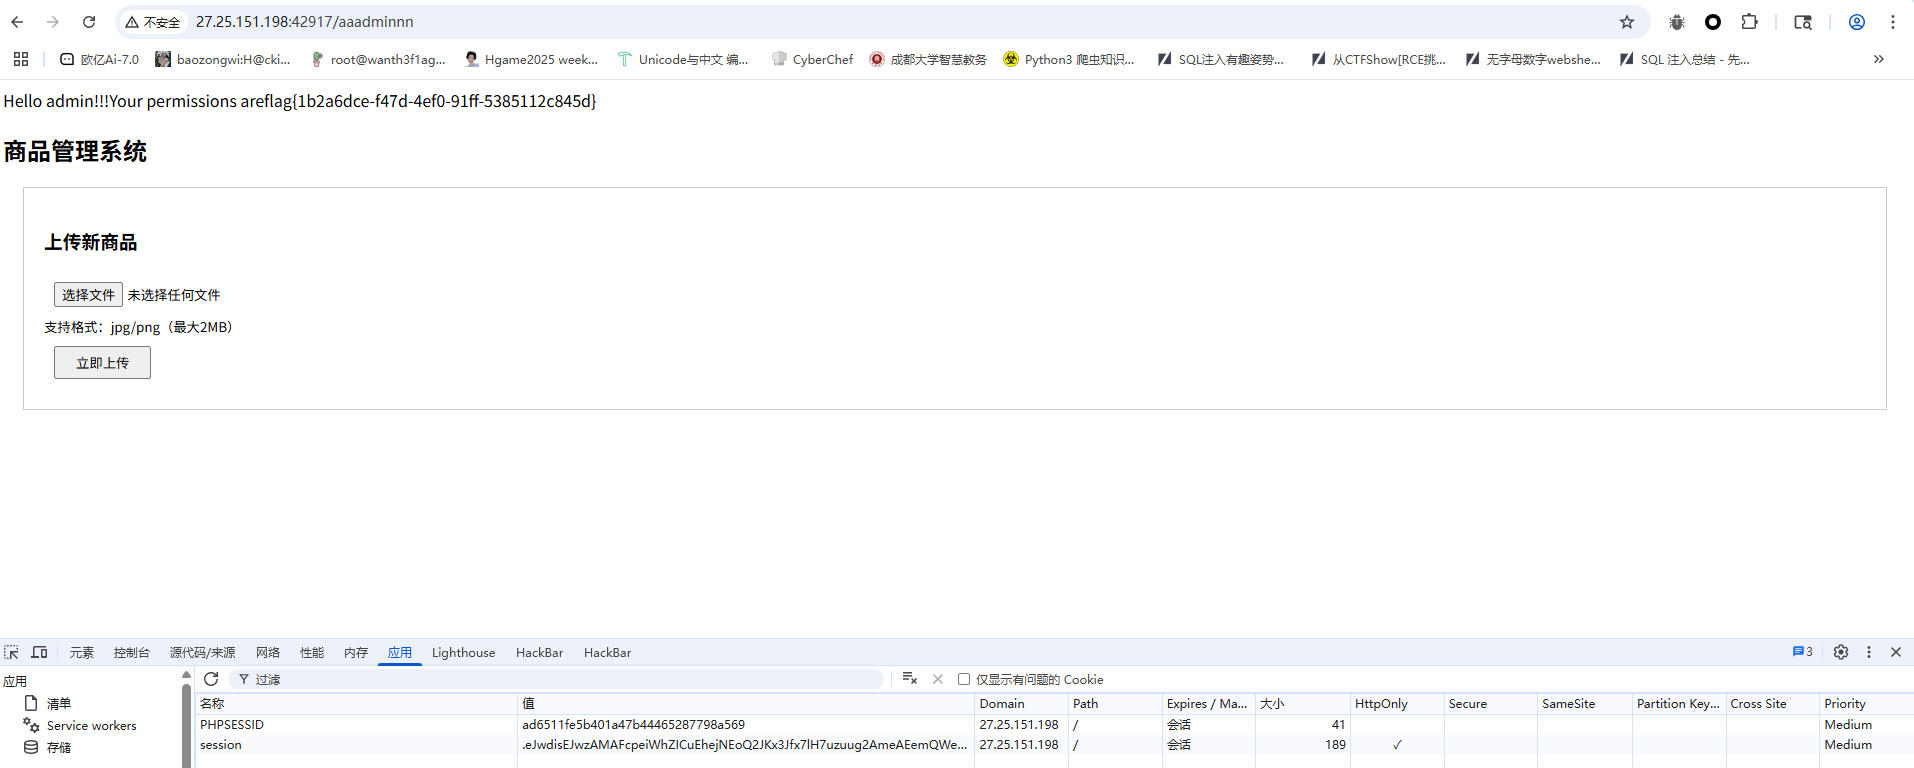 不安全 27.25.151.198:42917/aaadminnn
欧亿Ai-7.0 baozongwi:H@cki... root@wanth3f1ag... Hgame2025 week... Unicode与中文 编... CyberChef 成都大学智慧教务 Python3 爬虫知识... SQL注入有趣姿势... 从CTFShow[RCE挑... 无字母数字webshe... SQL 注入总结 - 先...
Hello admin!!!Your permissions areflag{1b2a6dce-f47d-4ef0-91ff-5385112c845d}
商品管理系统
上传新商品
选择文件 未选择任何文件
支持格式：jpg/png（最大2MB）
立即上传
元素 控制台 源代码/来源 网络 性能 内存 应用 Lighthouse HackBar HackBar 3
应用 过滤 仅显示有问题的 Cookie
清单 名称 值 Domain Path Expires / Ma... 大小 HttpOnly Secure SameSite Partition Key... Cross Site Priority
Service workers PHPSESSID ad6511fe5b401a47b44465287798a569 27.25.151.198 / 会话 41 Medium
存储 session .eJwdisEJwzAMAFcpeiWhZICuEhejNEoQ2JKx3Jfx7lH7uzuug2AmeAEemQWe... 27.25.151.198 / 会话 189 ✓ Medium